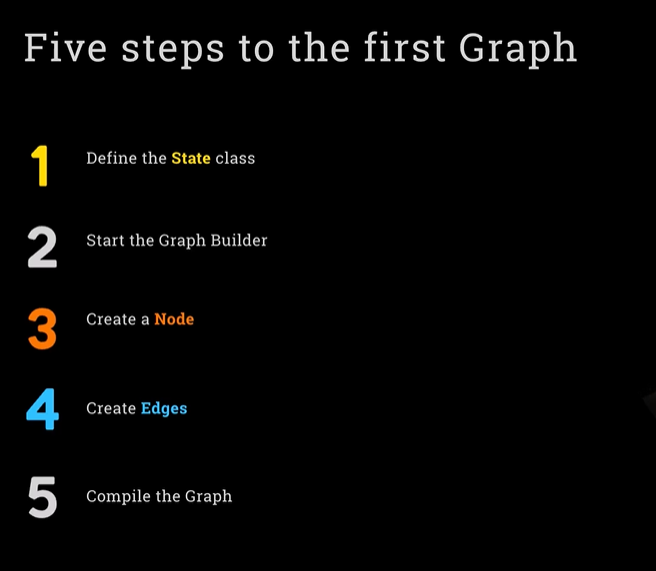 Five steps to the first Graph
1 Define the State class
2 Start the Graph Builder
3 Create a Node
4 Create Edges
5 Compile the Graph